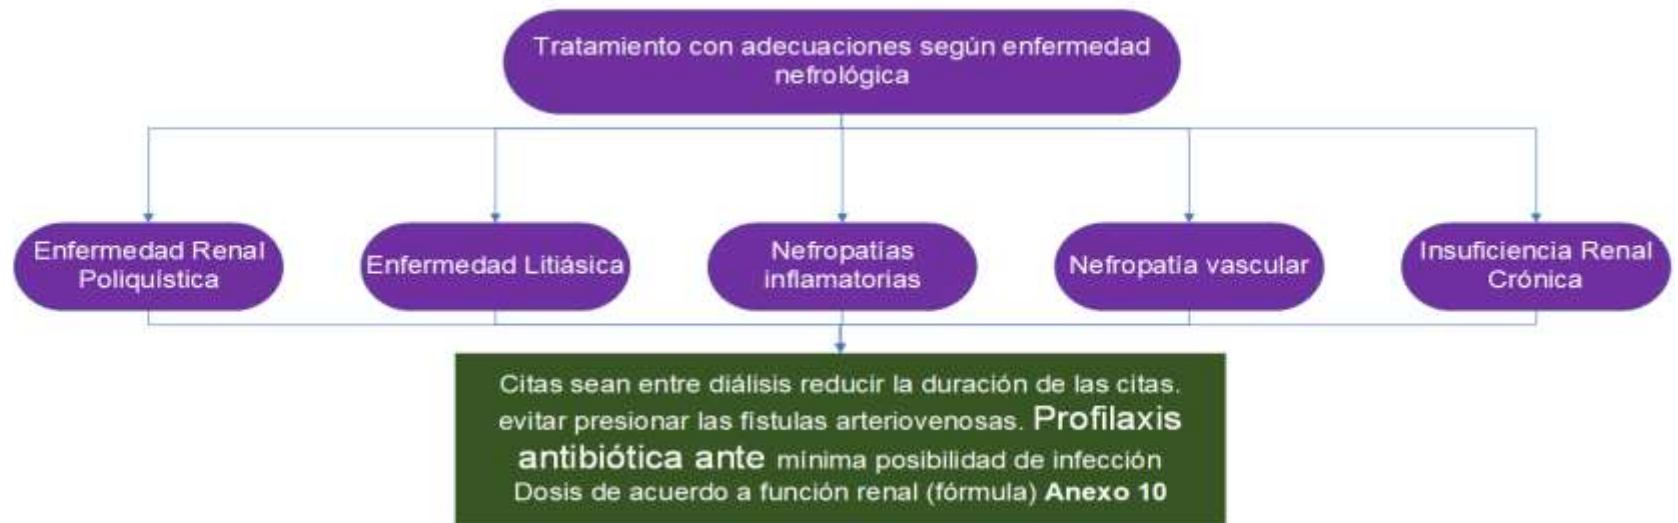 Tratamiento con adecuaciones según enfermedad
nefrológica
Enfermedad Renal
Poliquística
Enfermedad Litiásica
Nefropatías
inflamatorias
Nefropatía vascular
Insuficiencia Renal
Crónica
Citas sean entre diálisis reducir la duración de las citas.
evitar presionar las fístulas arteriovenosas. Profilaxis
antibiótica ante mínima posibilidad de infección
Dosis de acuerdo a función renal (fórmula) Anexo 10